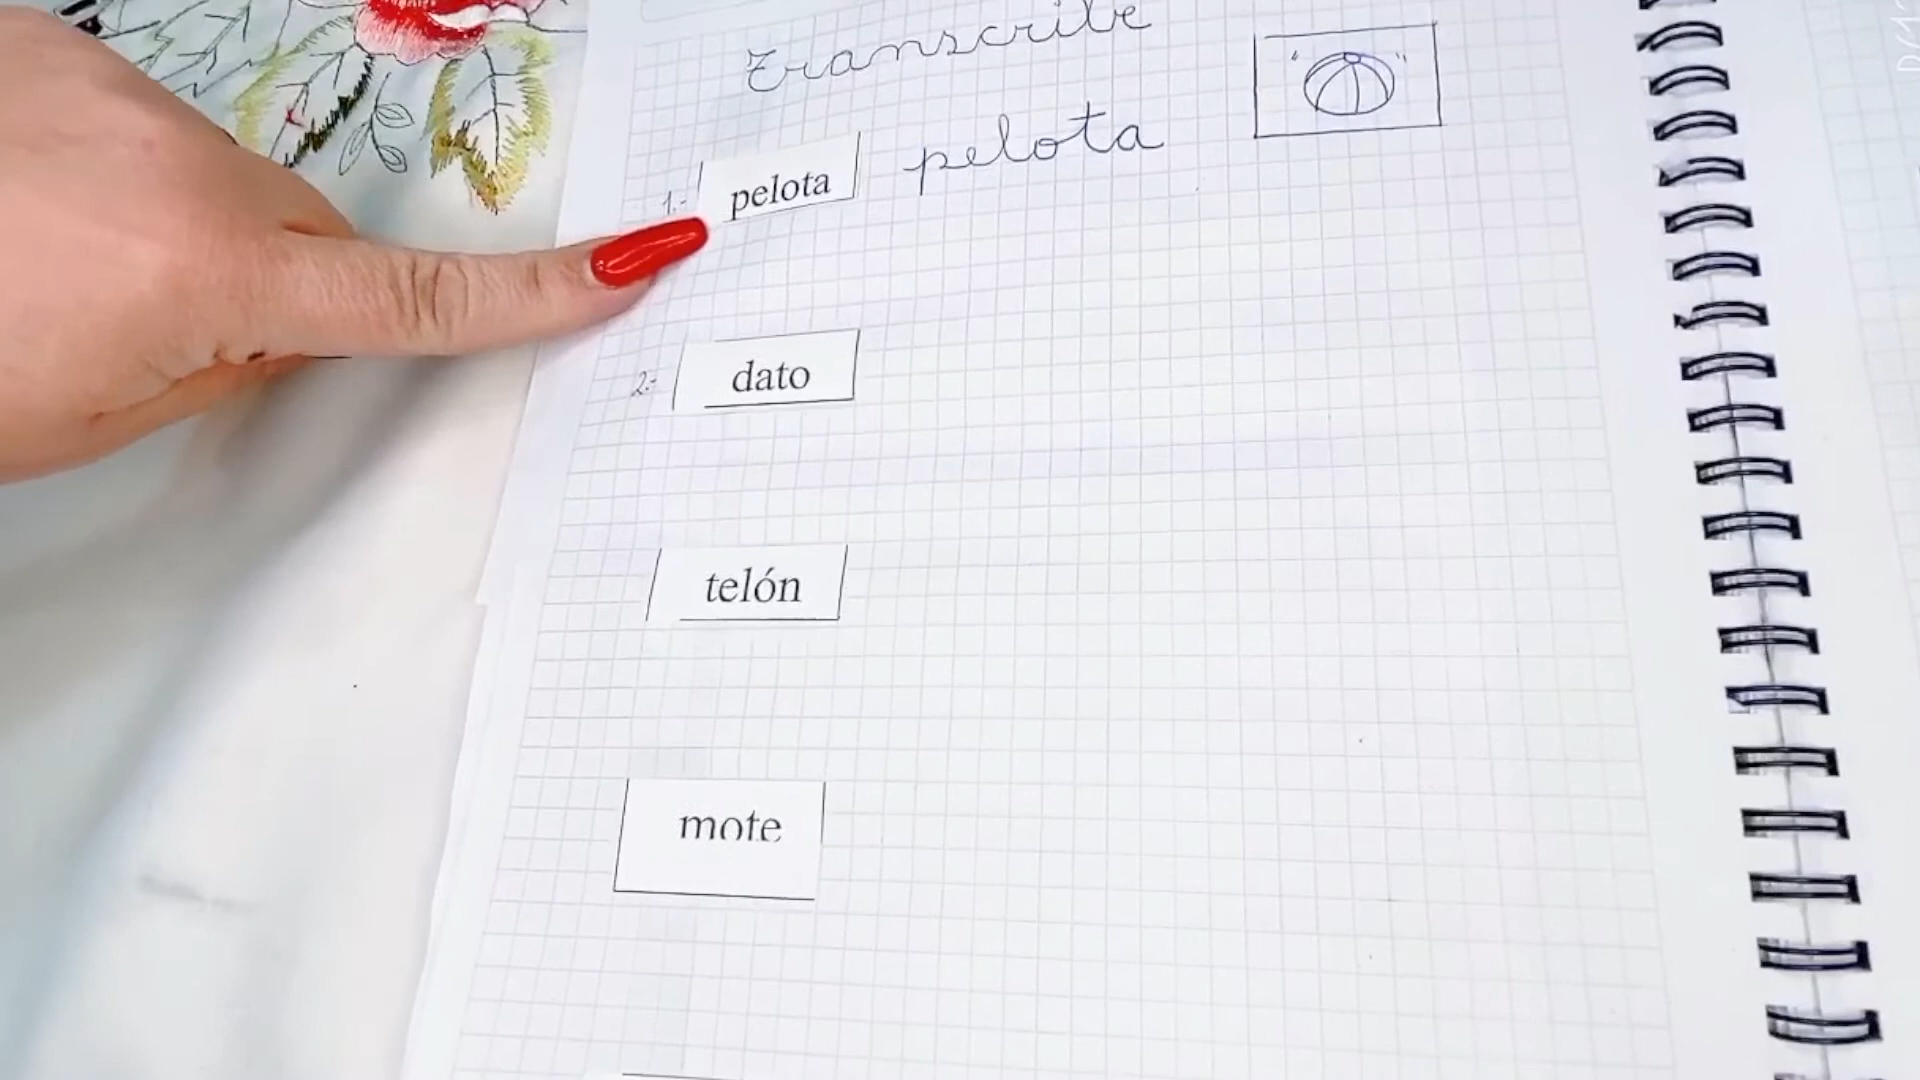 Transcribe
1.- pelota pelota
2.- dato
telón
mote